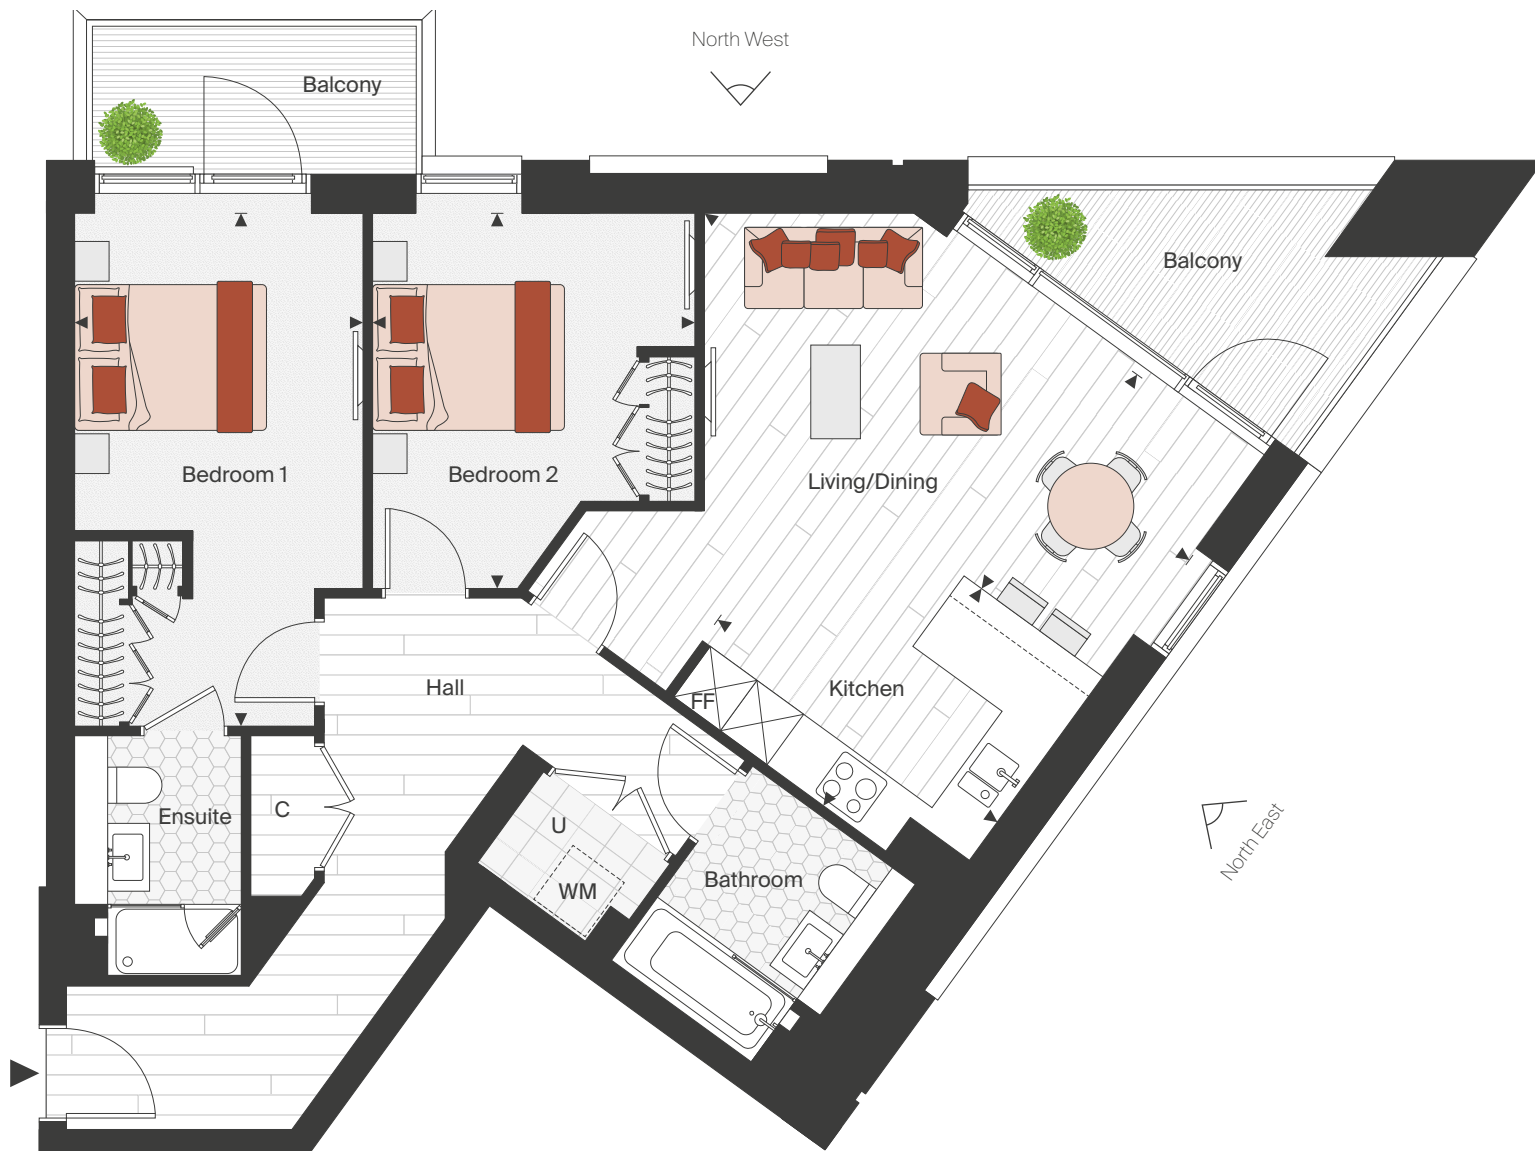 North West
Balcony
Balcony
Bedroom 1
Bedroom 2
Living/Dining
Hall
FF
Kitchen
C
Ensuite
U
WM
Bathroom
North East